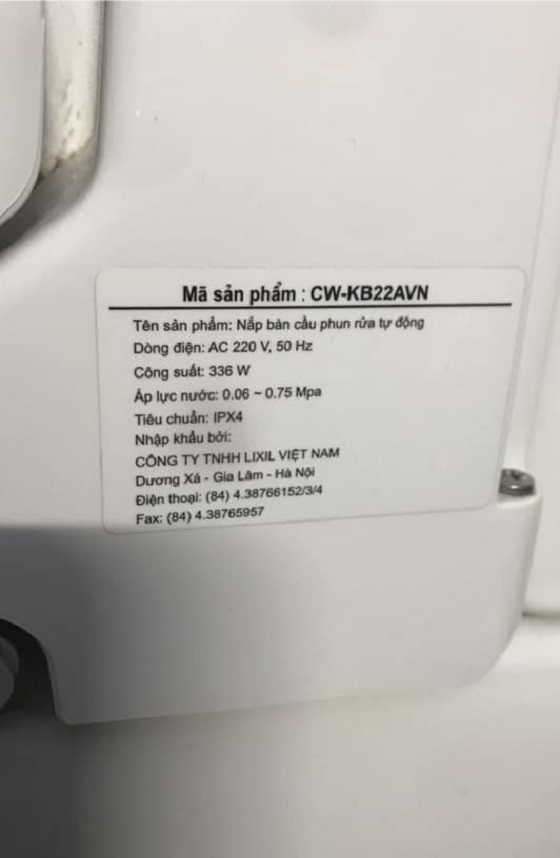 Mã sản phẩm : CW-KB22AVN
Tên sản phẩm: Nắp bàn cầu phun rửa tự động
Dòng điện: AC 220 V, 50 Hz
Công suất: 336 W
Áp lực nước: 0.06 ~ 0.75 Mpa
Tiêu chuẩn: IPX4
Nhập khẩu bởi:
CÔNG TY TNHH LIXIL VIỆT NAM
Dương Xá - Gia Lâm - Hà Nội
Điện thoại: (84) 4.38766152/3/4
Fax: (84) 4.38765957